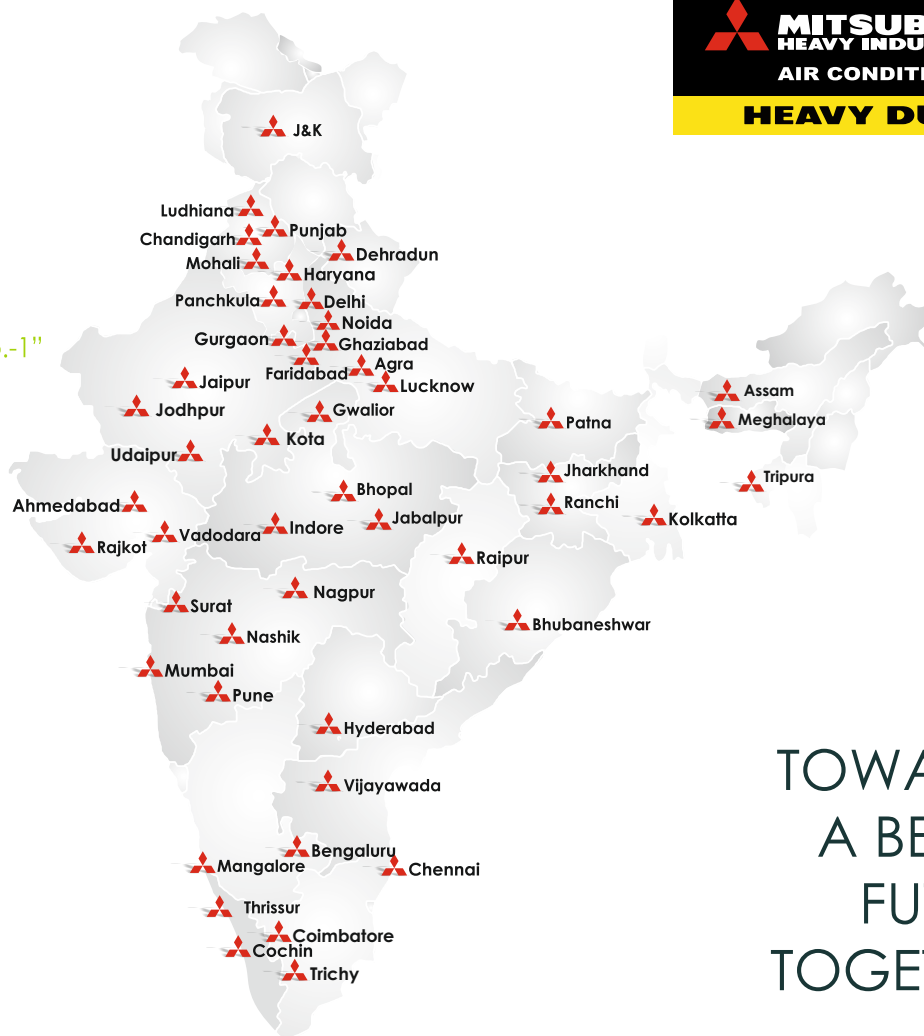 MITSUB
HEAVY INDU
AIR CONDITI
HEAVY DU
J&K
Ludhiana
Punjab
Chandigarh
Dehradun
Mohali
Haryana
Panchkula
Delhi
Noida
Gurgaon
Ghaziabad
.-1”
Faridabad
Agra
Jaipur
Lucknow
Jodhpur
Gwalior
Assam
Patna
Meghalaya
Kota
Udaipur
Jharkhand
Tripura
Bhopal
Ranchi
Ahmedabad
Jabalpur
Kolkatta
Vadodara
Indore
Rajkot
Raipur
Nagpur
Surat
Bhubaneshwar
Nashik
Mumbai
Pune
Hyderabad
Vijayawada
TOWA
A BE
FU
TOGET
Bengaluru
Mangalore
Chennai
Thrissur
Coimbatore
Cochin
Trichy